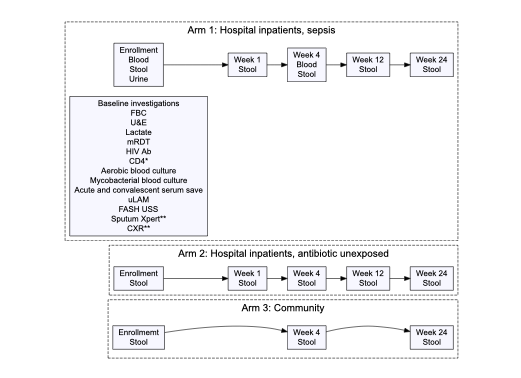 Arm 1: Hospital inpatients, sepsis
Enrollment
Blood
Stool
Urine
Week 1
Stool
Week 4
Blood
Stool
Week 12
Stool
Week 24
Stool
Baseline investigations
FBC
U&E
Lactate
mRDT
HIV Ab
CD4*
Aerobic blood culture
Mycobacterial blood culture
Acute and convalescent serum save
uLAM
FASH USS
Sputum Xpert**
CXR**
Arm 2: Hospital inpatients, antibiotic unexposed
Enrollment
Stool
Week 1
Stool
Week 4
Stool
Week 12
Stool
Week 24
Stool
Arm 3: Community
Enrollmemt
Stool
Week 4
Stool
Week 24
Stool